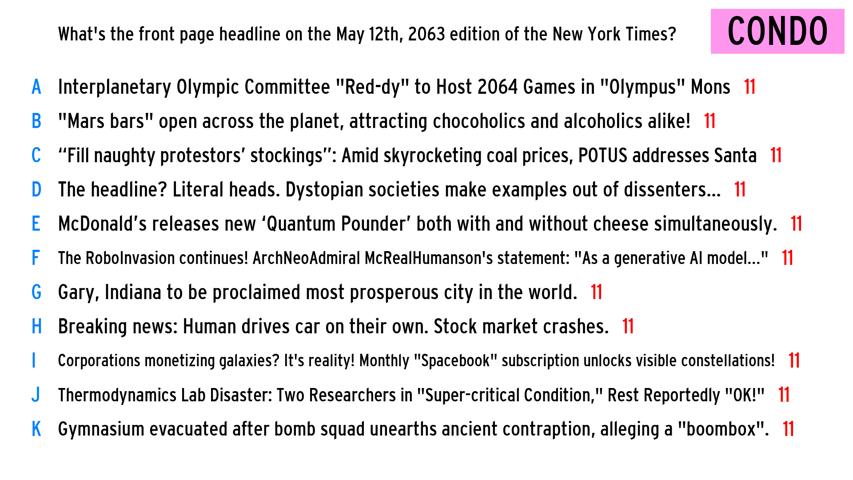 What's the front page headline on the May 12th, 2063 edition of the New York Times?
CONDO
A Interplanetary Olympic Committee "Red-dy" to Host 2064 Games in "Olympus" Mons 11
B "Mars bars" open across the planet, attracting chocoholics and alcoholics alike! 11
C “Fill naughty protestors’ stockings”: Amid skyrocketing coal prices, POTUS addresses Santa 11
D The headline? Literal heads. Dystopian societies make examples out of dissenters... 11
E McDonald’s releases new ‘Quantum Pounder’ both with and without cheese simultaneously. 11
F The RoboInvasion continues! ArchNeoAdmiral McRealHumanson's statement: "As a generative AI model..." 11
G Gary, Indiana to be proclaimed most prosperous city in the world. 11
H Breaking news: Human drives car on their own. Stock market crashes. 11
I Corporations monetizing galaxies? It's reality! Monthly "Spacebook" subscription unlocks visible constellations! 11
J Thermodynamics Lab Disaster: Two Researchers in "Super-critical Condition," Rest Reportedly "OK!" 11
K Gymnasium evacuated after bomb squad unearths ancient contraption, alleging a "boombox". 11